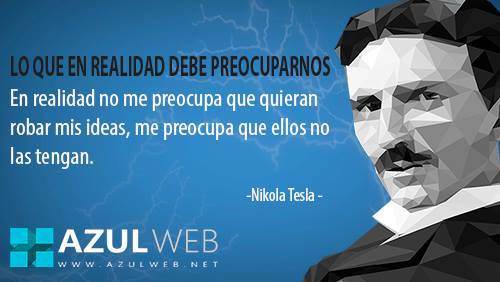 LO QUE EN REALIDAD DEBE PREOCUPARNOS
En realidad no me preocupa que quieran
robar mis ideas, me preocupa que ellos no
las tengan.
-Nikola Tesla -
AZULWEB
WWW.AZULWEB.NET